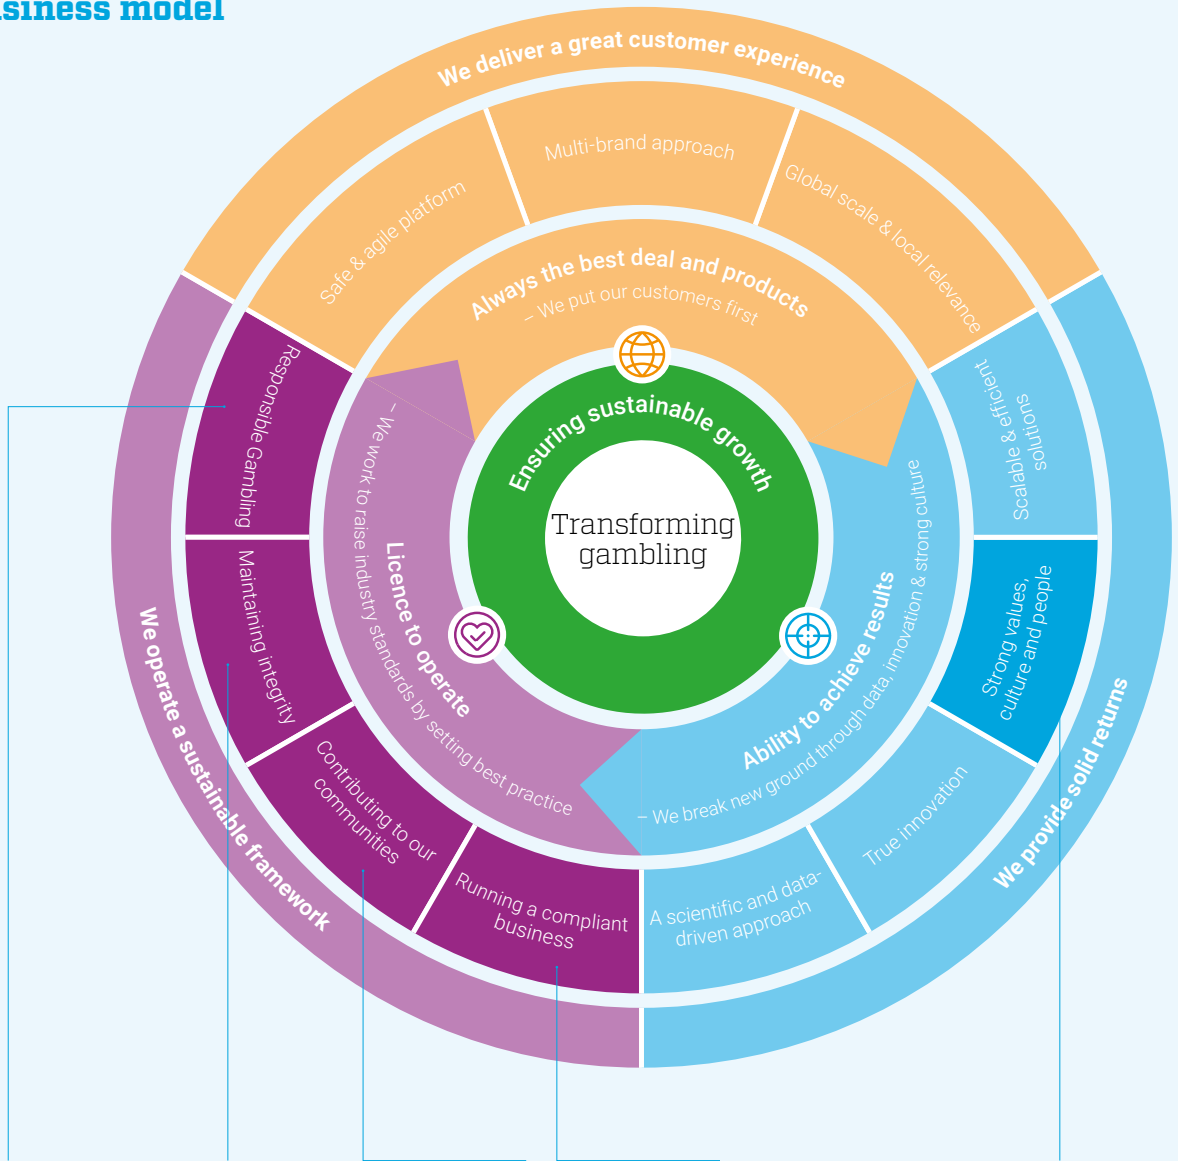 siness model
We deliver a great customer experience
Safe & agile platform
Multi-brand approach
Global scale & local relevance
Always the best deal and products
– We put our customers first
Ensuring sustainable growth
Transforming
gambling
Scalable & efficient
solutions
Strong values,
culture and people
True innovation
A scientific and data-
driven approach
Ability to achieve results
– We break new ground through data, innovation & strong culture
We provide solid returns
Responsible Gambling
Maintaining integrity
Contributing to our
communities
Running a compliant
business
Licence to operate
– We work to raise industry standards by setting best practice
We operate a sustainable framework